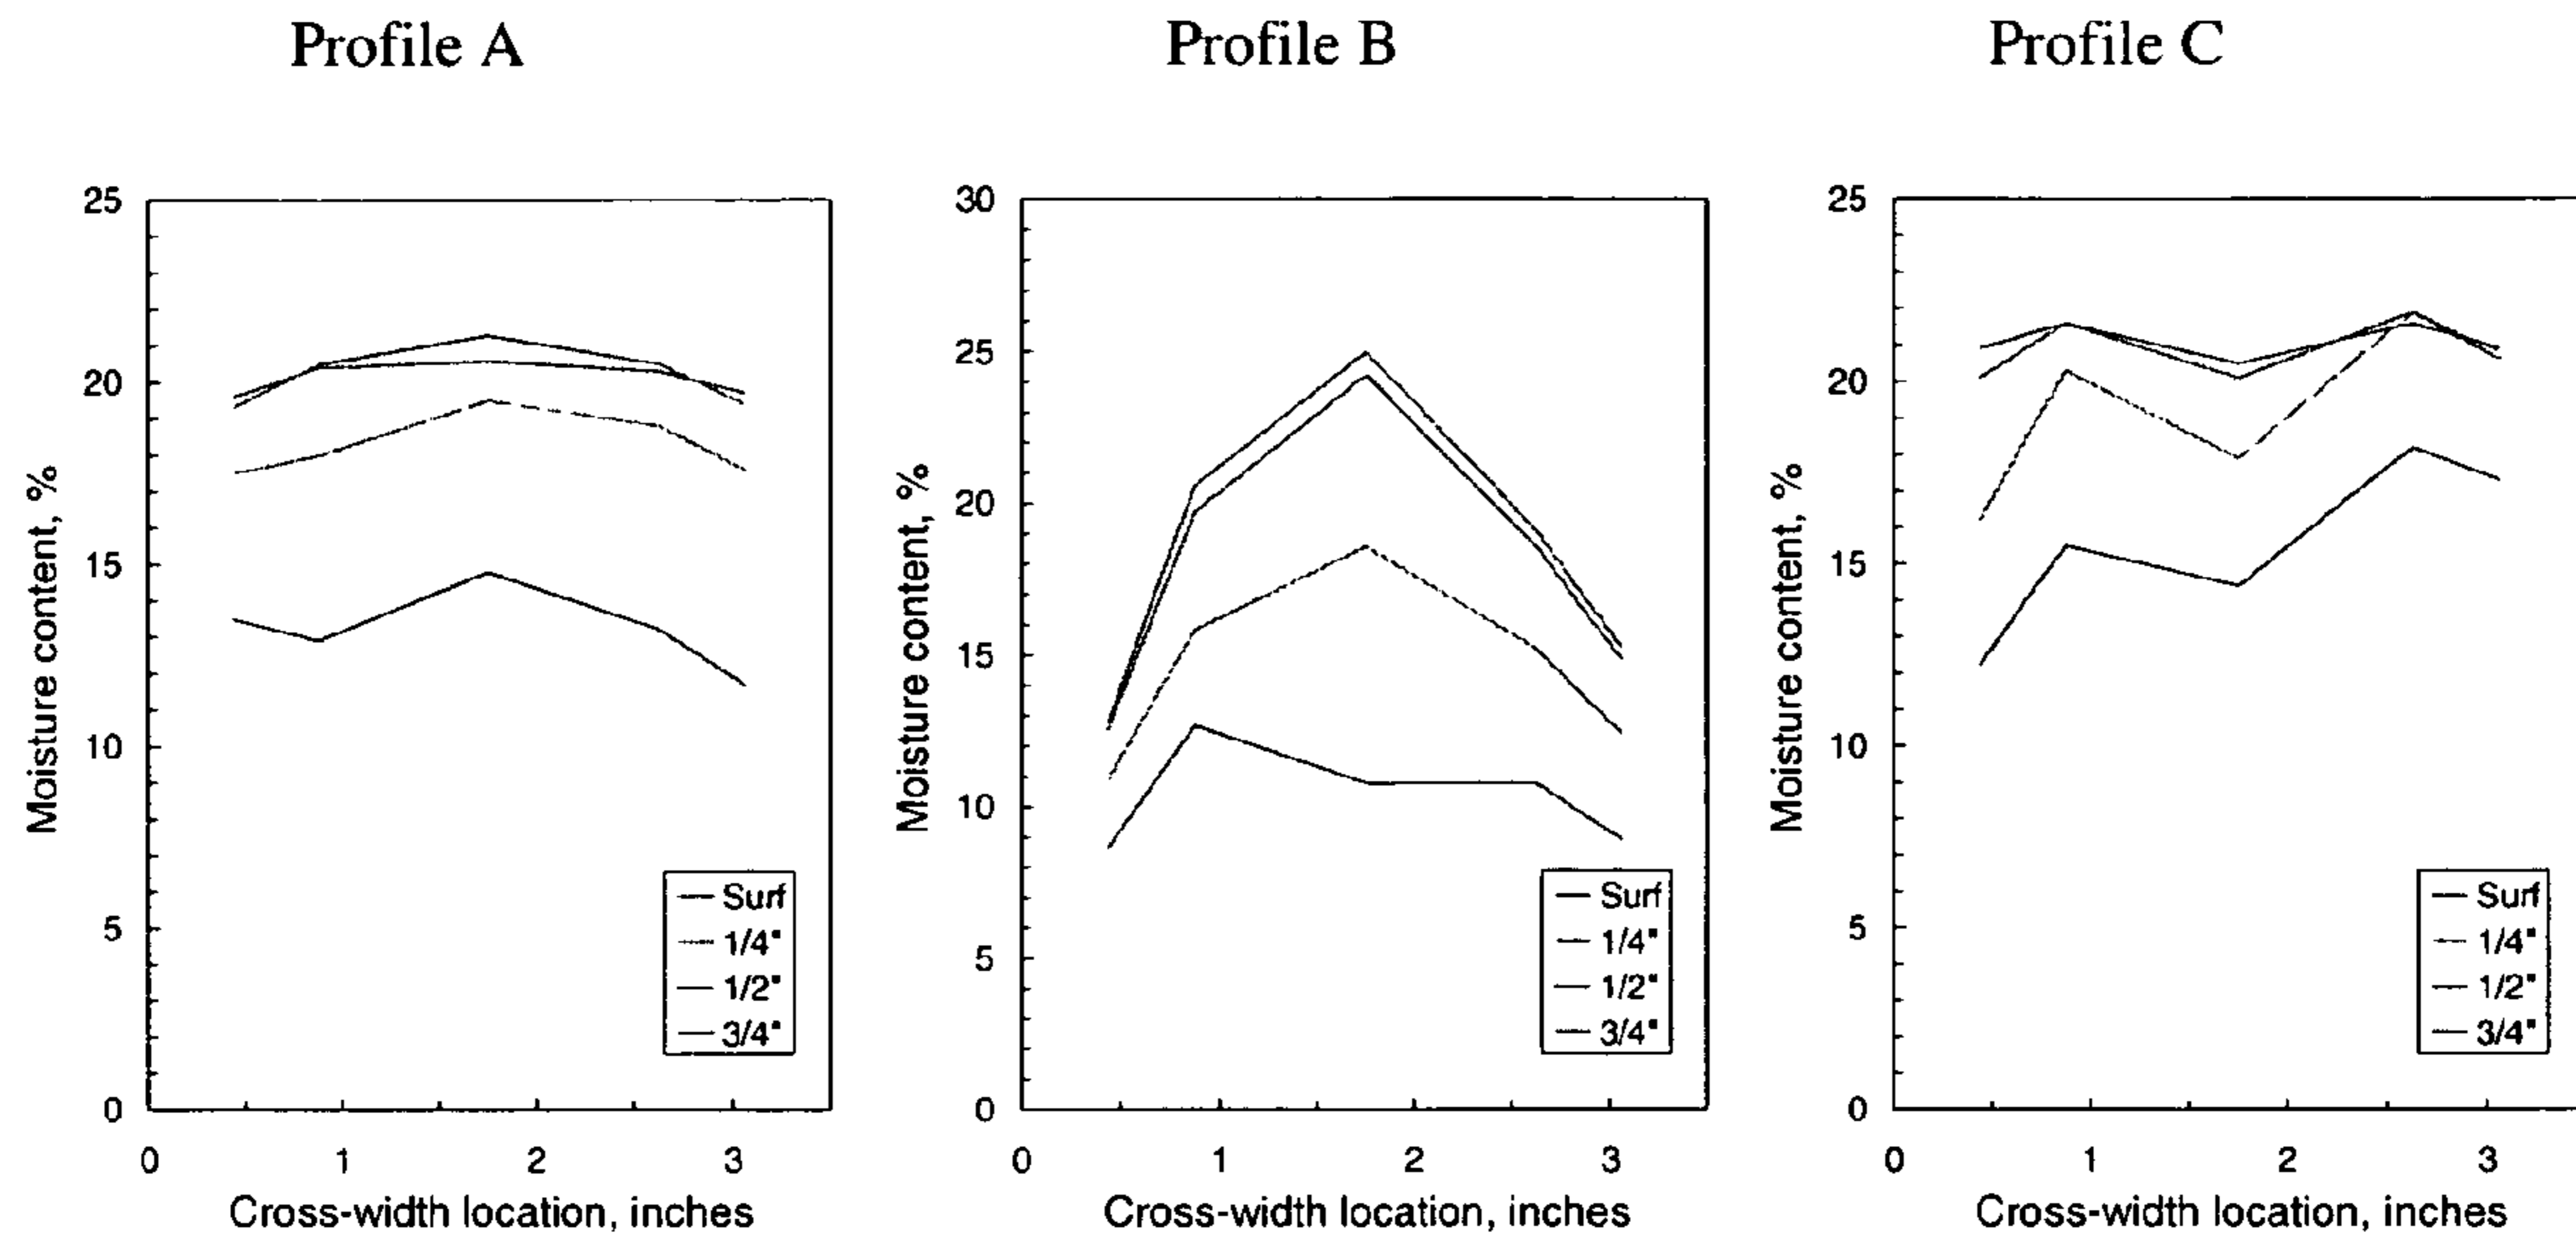 Profile A
25
20
15
10
5
0
Moisture content, %
Surf
1/4"
1/2"
3/4"
0 1 2 3
Cross-width location, inches
Profile B
30
25
20
15
10
5
0
Moisture content, %
Surf
1/4"
1/2"
3/4"
0 1 2 3
Cross-width location, inches
Profile C
25
20
15
10
5
0
Moisture content, %
Surf
1/4"
1/2"
3/4"
0 1 2 3
Cross-width location, inches